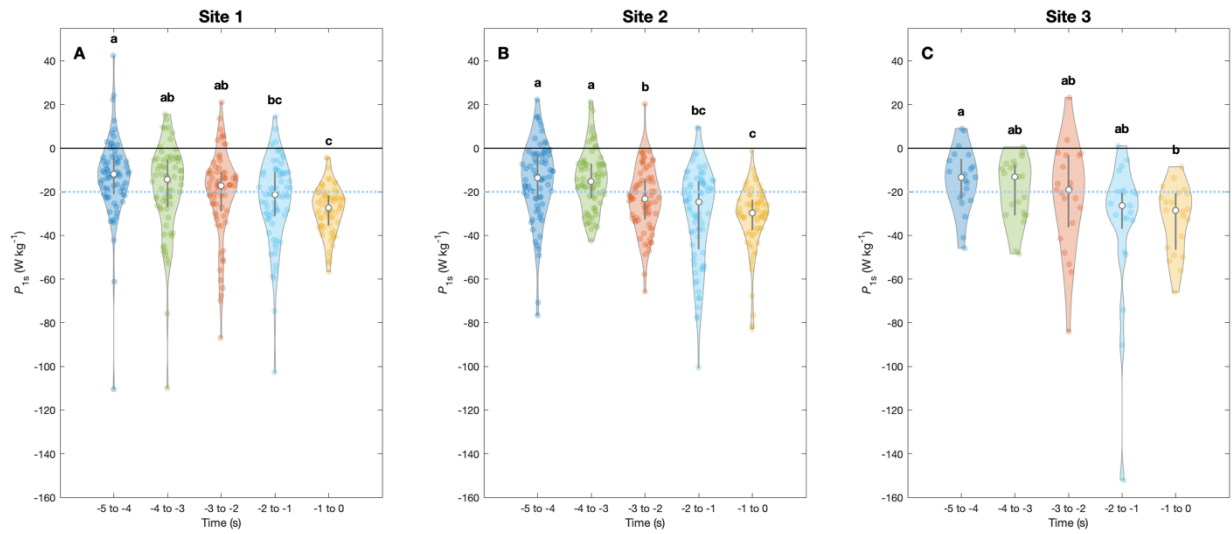 Site 1
A
a
ab
ab
bc
c
40
20
0
-20
-40
-60
-80
-100
-120
-140
-160
P1s (W kg-1)
-5 to -4
-4 to -3
-3 to -2
-2 to -1
-1 to 0
Time (s)
Site 2
B
a
a
b
bc
c
40
20
0
-20
-40
-60
-80
-100
-120
-140
-160
P1s (W kg-1)
-5 to -4
-4 to -3
-3 to -2
-2 to -1
-1 to 0
Time (s)
Site 3
C
a
ab
ab
ab
b
40
20
0
-20
-40
-60
-80
-100
-120
-140
-160
P1s (W kg-1)
-5 to -4
-4 to -3
-3 to -2
-2 to -1
-1 to 0
Time (s)